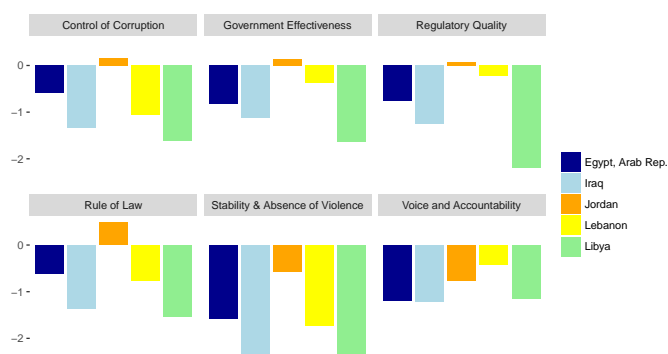 Control of Corruption
Government Effectiveness
Regulatory Quality
0
−1
−2
Rule of Law
Stability & Absence of Violence
Voice and Accountability
0
−1
−2
Egypt, Arab Rep.
Iraq
Jordan
Lebanon
Libya